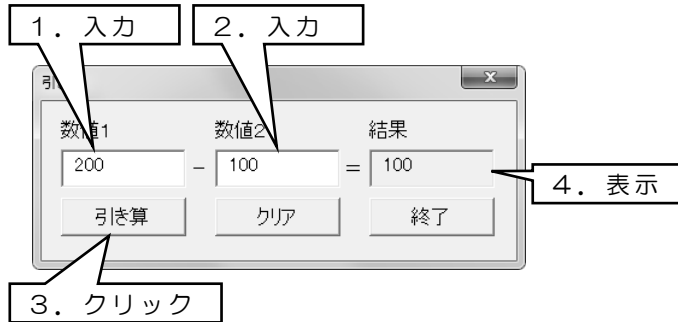 １．入力
２．入力
引き
数値1
数値2
結果
200
－
100
=
100
４．表示
引き算
クリア
終了
３．クリック